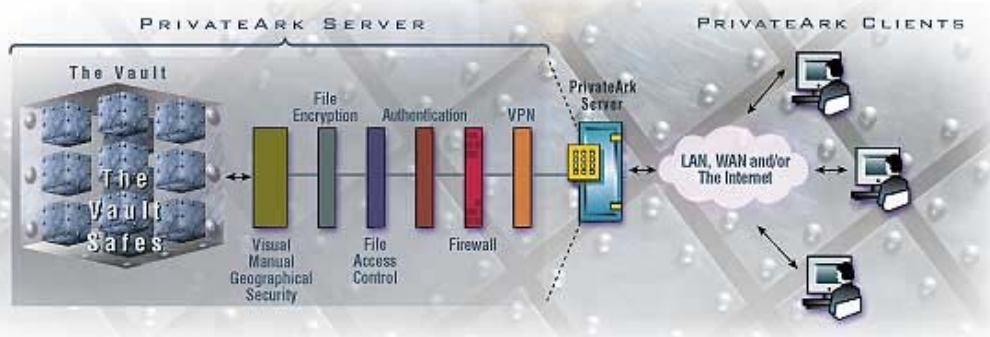 PRIVATEARK SERVER
PRIVATEARK CLIENTS
The Vault
The
Vault
Safes
File
Encryption
Authentication
VPN
PrivateArk
Server
Visual
Manual
Geographical
Security
File
Access
Control
Firewall
LAN, WAN and/or
The Internet